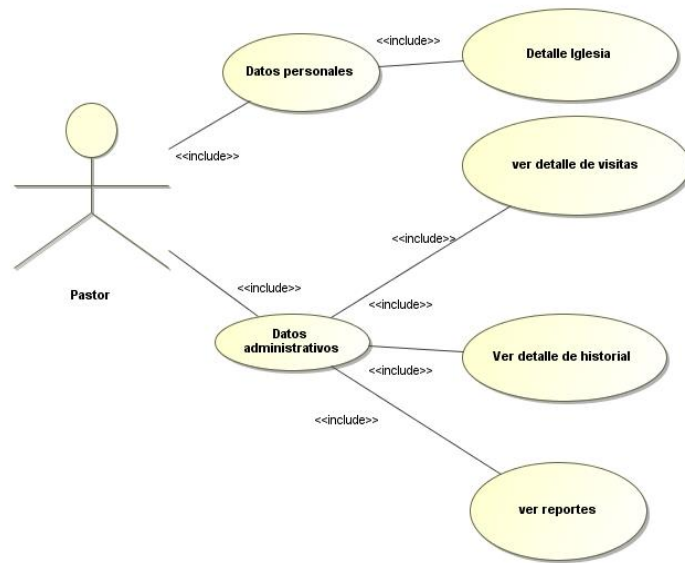 <<include>>
Detalle Iglesia
Datos personales
<<include>>
ver detalle de visitas
<<include>>
<<include>>
Pastor
<<include>>
Datos
administrativos
Ver detalle de historial
<<include>>
<<include>>
ver reportes